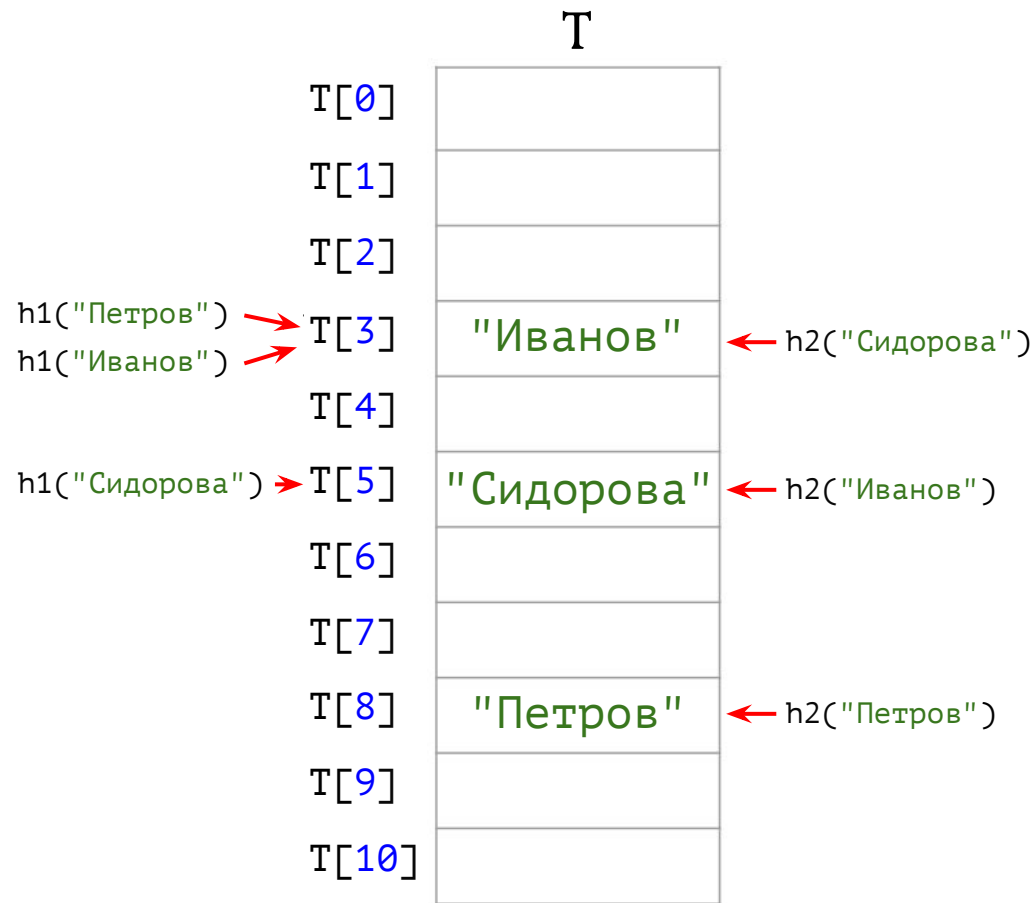 T
T[0]
T[1]
T[2]
h1("Петров")
h1("Иванов")
T[3] "Иванов" h2("Сидорова")
T[4]
h1("Сидорова") T[5] "Сидорова" h2("Иванов")
T[6]
T[7]
T[8] "Петров" h2("Петров")
T[9]
T[10]